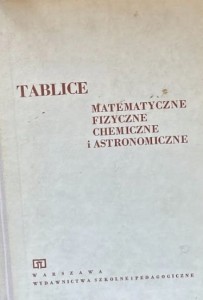 TABLICE
MATEMATYCZNE
FIZYCZNE
CHEMICZNE
i ASTRONOMICZNE
WARSZAWA
WYDAWNICTWA SZKOLNE I PEDAGOGICZNE